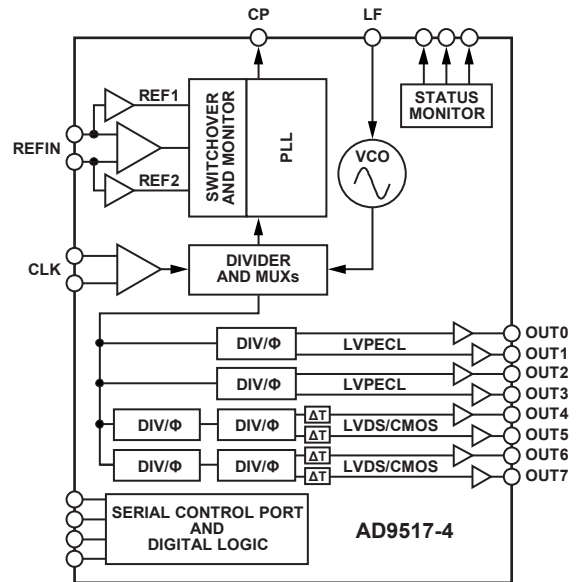 CP
LF
REF1
REFIN
REF2
SWITCHOVER
AND MONITOR
PLL
STATUS
MONITOR
VCO
CLK
DIVIDER
AND MUXs
DIV/Φ
LVPECL
OUT0
OUT1
DIV/Φ
LVPECL
OUT2
OUT3
DIV/Φ
DIV/Φ
ΔT
ΔT
LVDS/CMOS
OUT4
OUT5
DIV/Φ
DIV/Φ
ΔT
ΔT
LVDS/CMOS
OUT6
OUT7
SERIAL CONTROL PORT
AND
DIGITAL LOGIC
AD9517-4